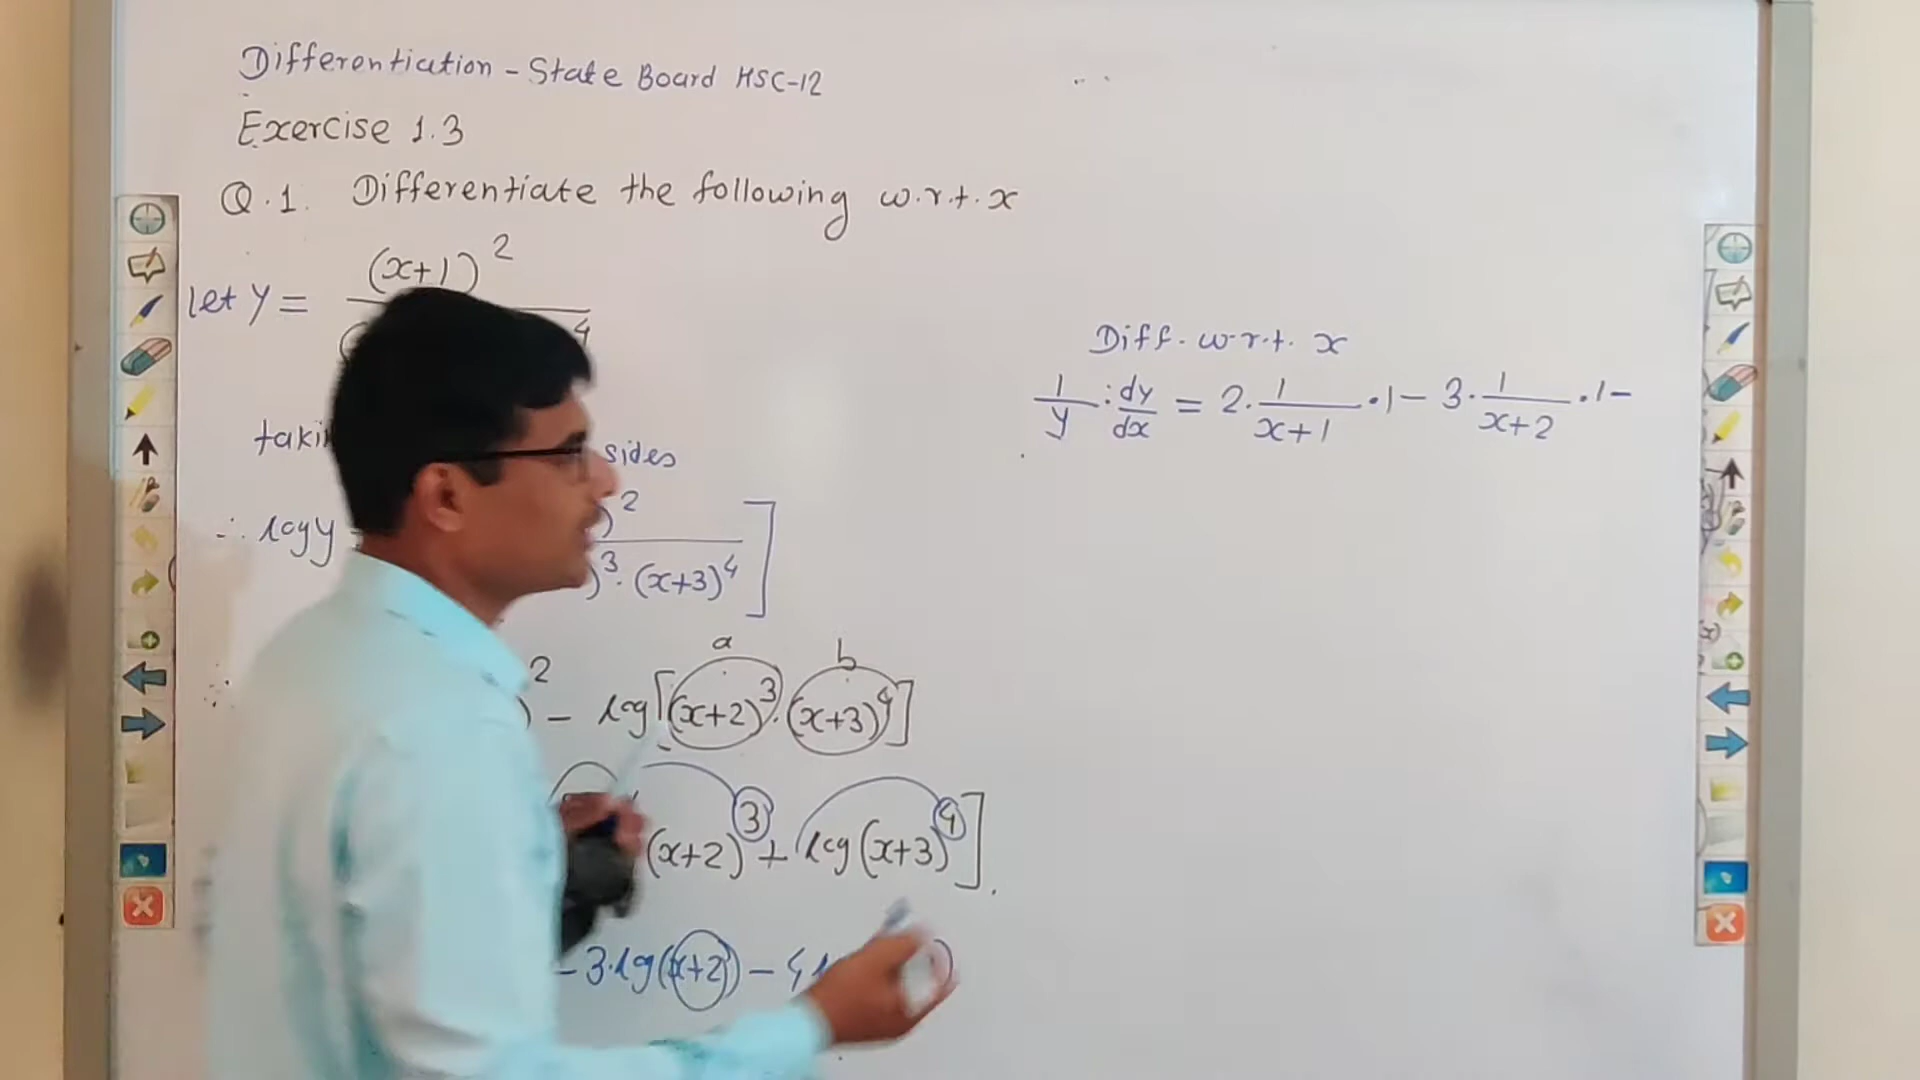 Differentiation - State Board HSC-12
Exercise 1.3
Q.1. Differentiate the following w.r.t. x
let y = (x+1)^2
4
sides
∴ log y
2
)^3 . (x+3)^4 ]
a b
2 - log [(x+2)^3 . (x+3)^4]
(x+2)^3 + log (x+3)^4 ].
- 3.log(x+2) - 4
Diff. w.r.t. x
1/y . dy/dx = 2. 1/(x+1) . 1 - 3. 1/(x+2) . 1 -